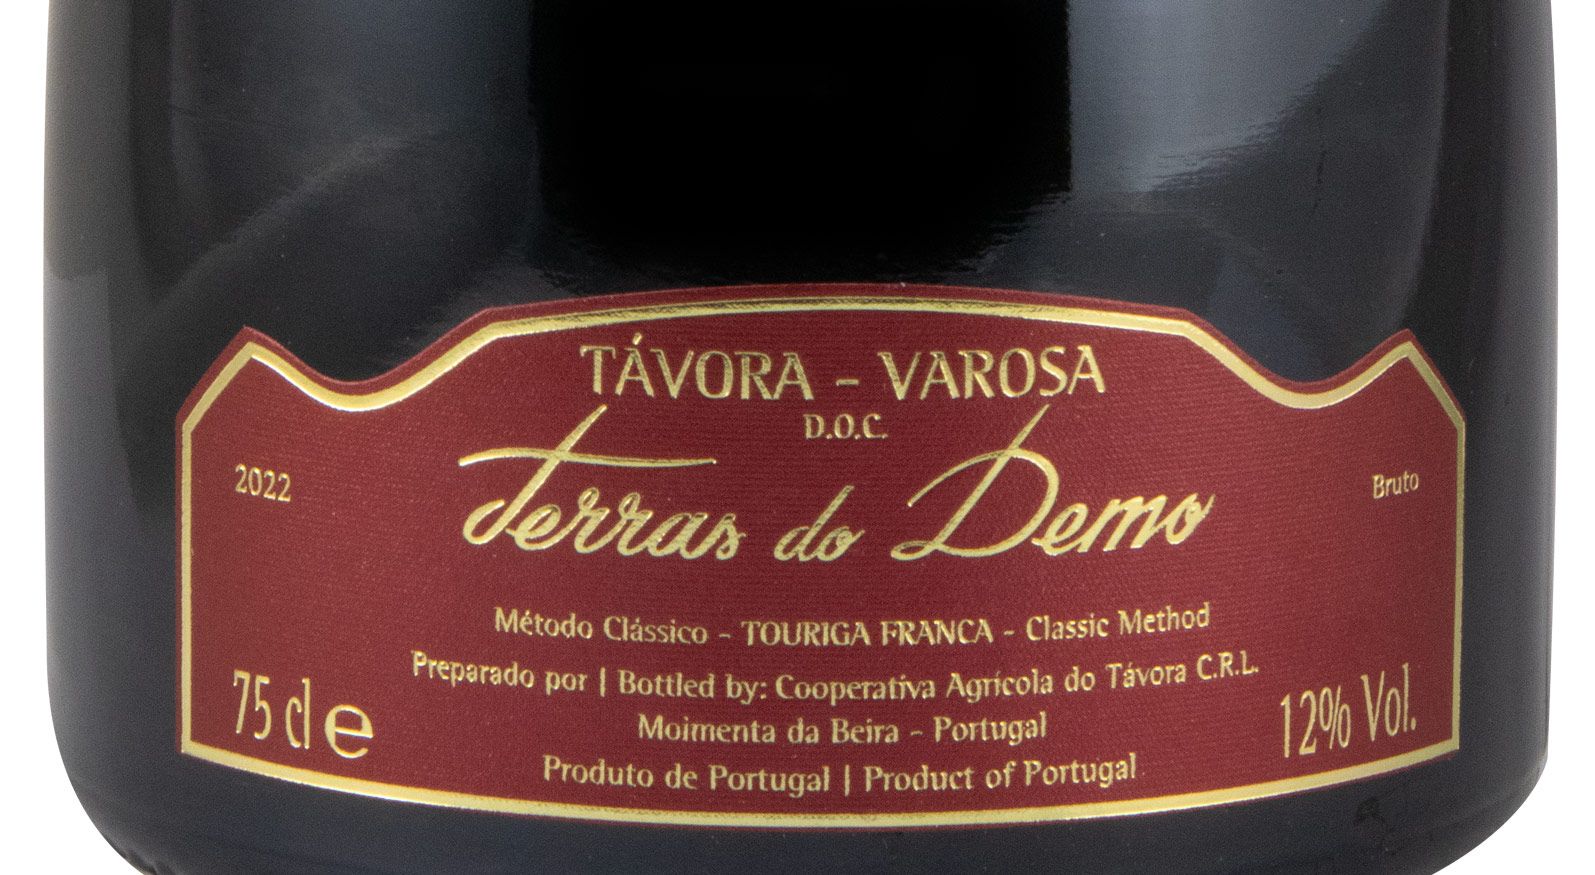 TÁVORA - VAROSA
D.O.C.
2022
Terras do Demo
Bruto
Método Clássico - TOURIGA FRANCA - Classic Method
Preparado por | Bottled by: Cooperativa Agrícola do Távora C.R.L.
Moimenta da Beira - Portugal
75 cl e
12% Vol.
Produto de Portugal | Product of Portugal